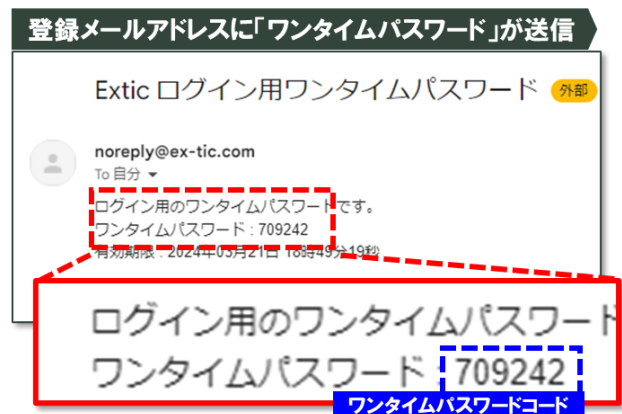 登録メールアドレスに「ワンタイムパスワード」が送信
Extic ログイン用ワンタイムパスワード 外部
noreply@ex-tic.com
To 自分
ログイン用のワンタイムパスワードです。
ワンタイムパスワード : 709242
有効期限 : 2024年03月21日 18時49分19秒
ログイン用のワンタイムパスワード
ワンタイムパスワード : 709242
ワンタイムパスワードコード